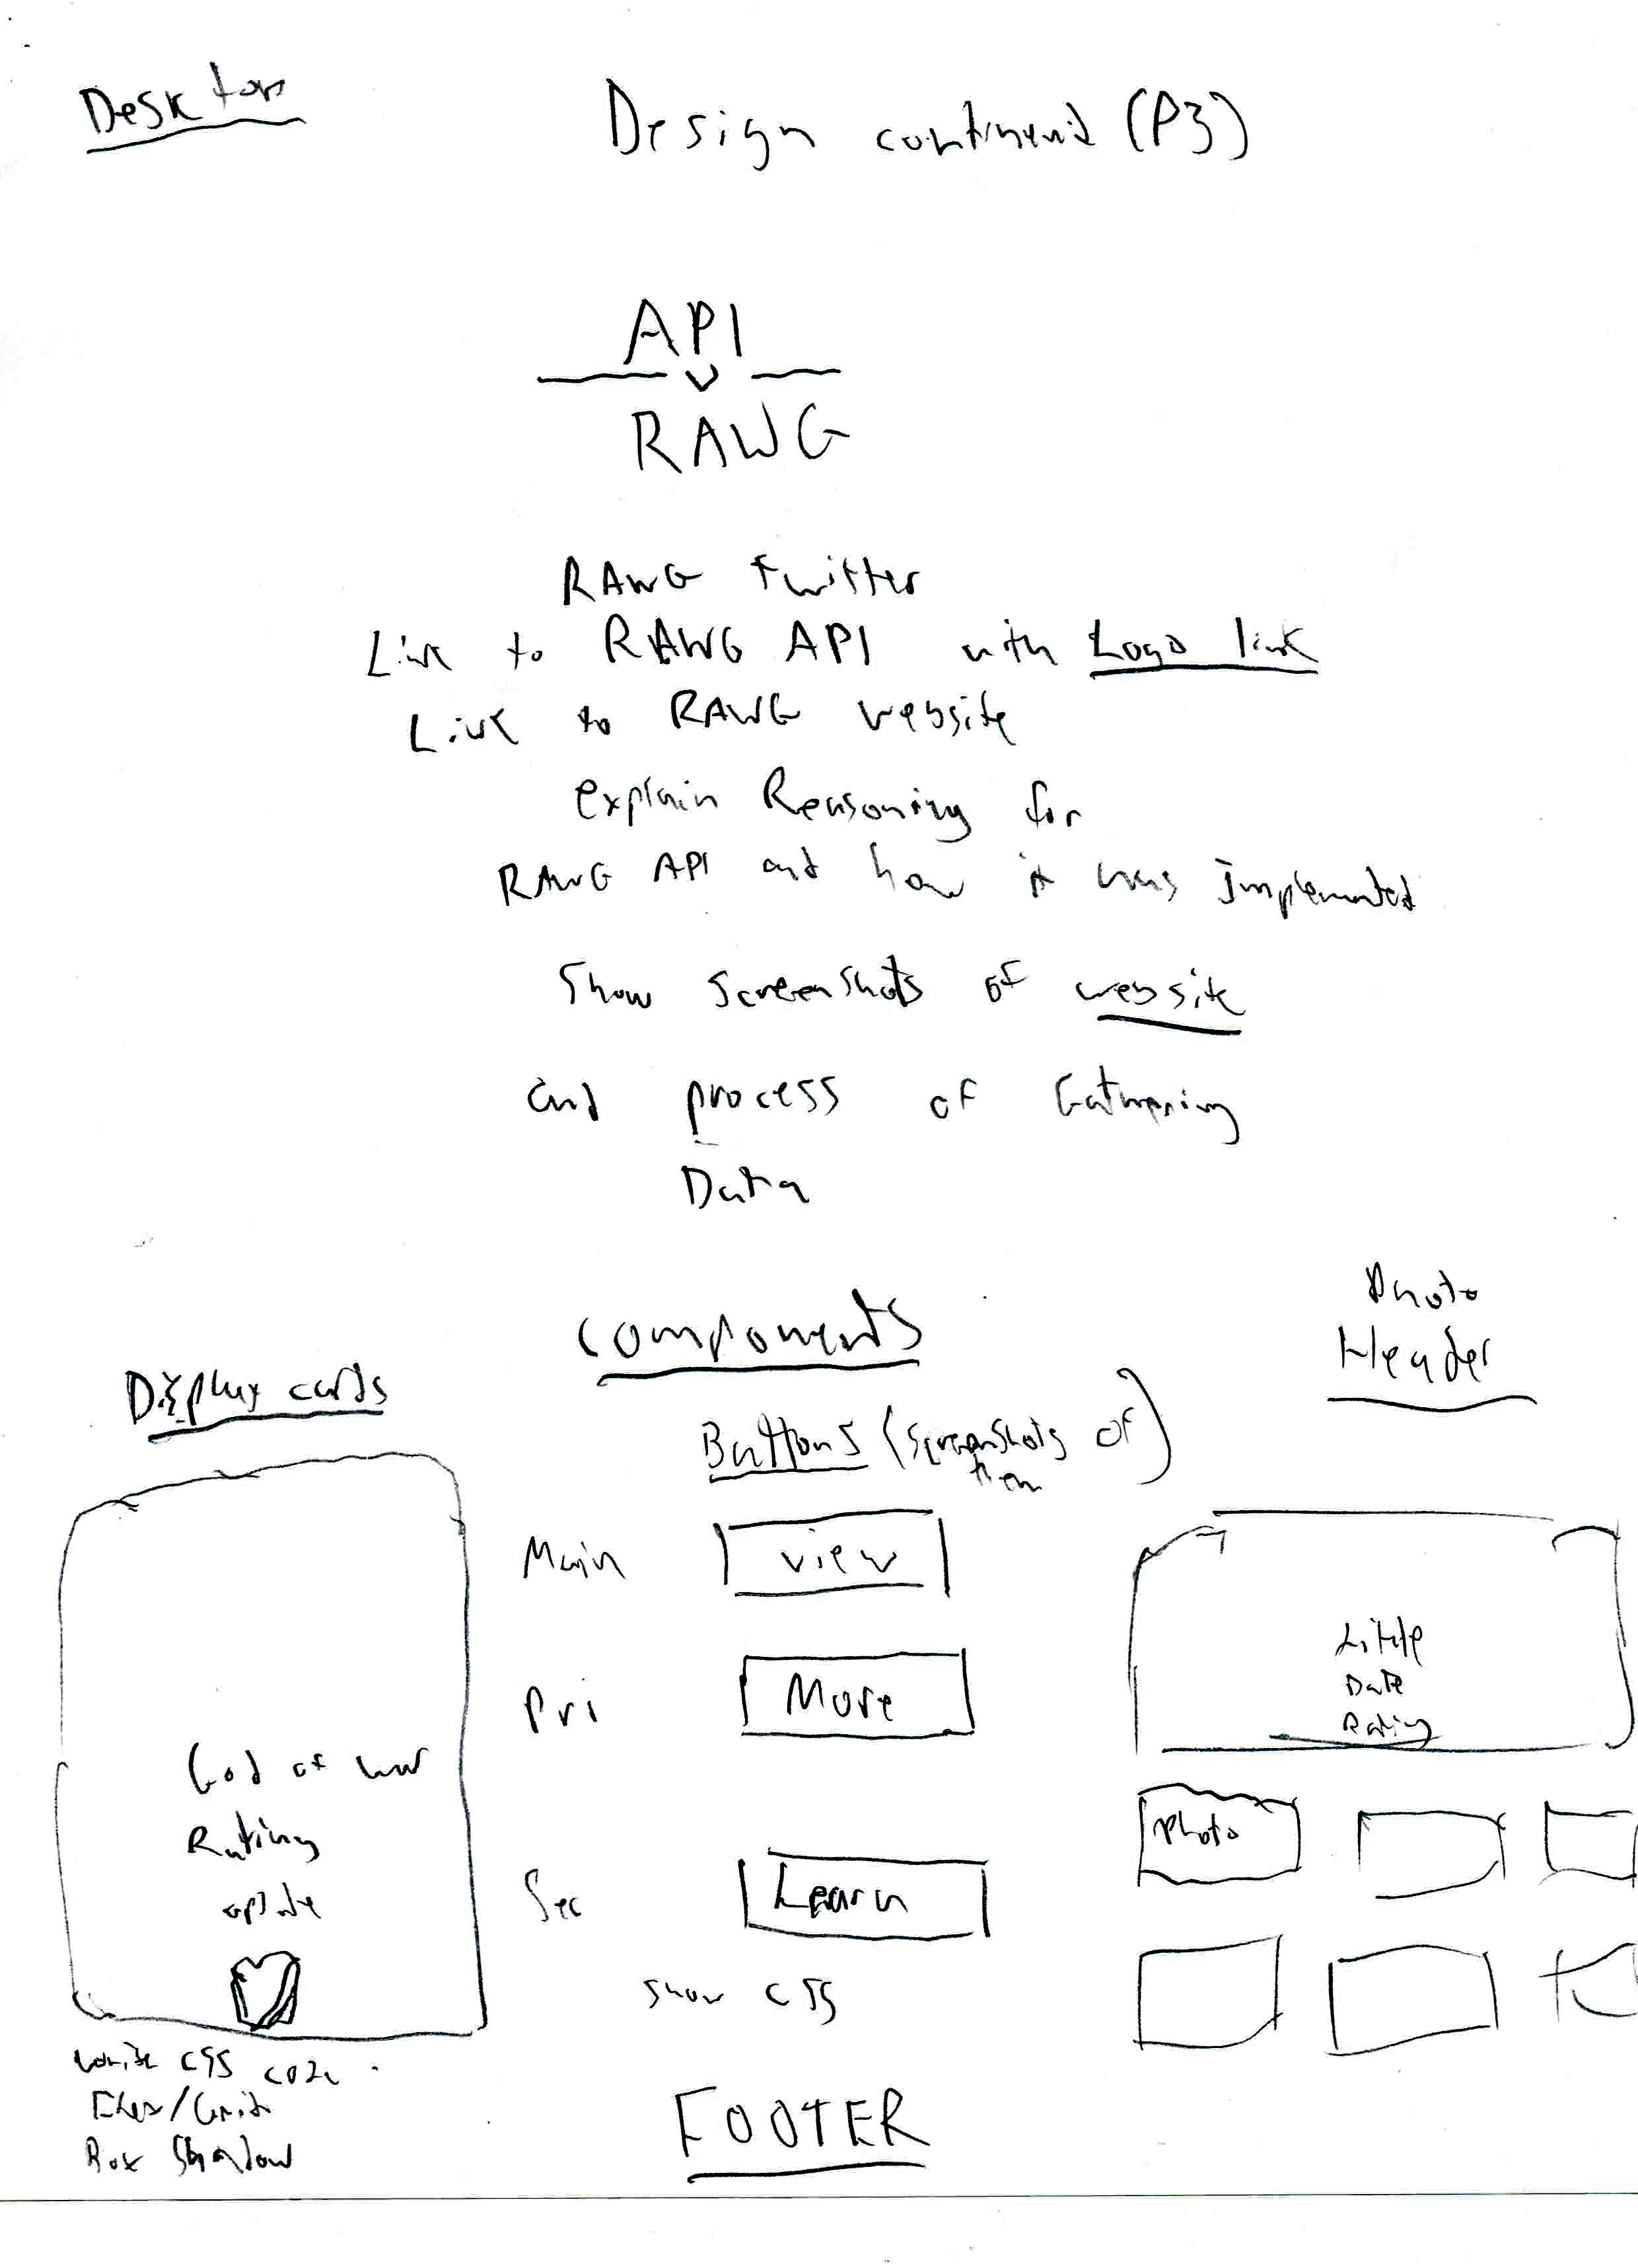 Desktop
Design continued (P3)
API
RAWG
RAWG Twitter
Link to RAWG API with Logo link
Link to RAWG website
explain Reasoning for
RAWG API and how it was implemented
Show Screenshots of website
and process of Gathering
Data
Components
Photo
Header
Display cards
Buttons (screenshots of
them)
Main
View
Pri
More
Title
Date
Rating
God of war
Rating
Photo
Sec
Learn
Show CSS
write CSS code
Flex/Grid
Box Shadow
FOOTER